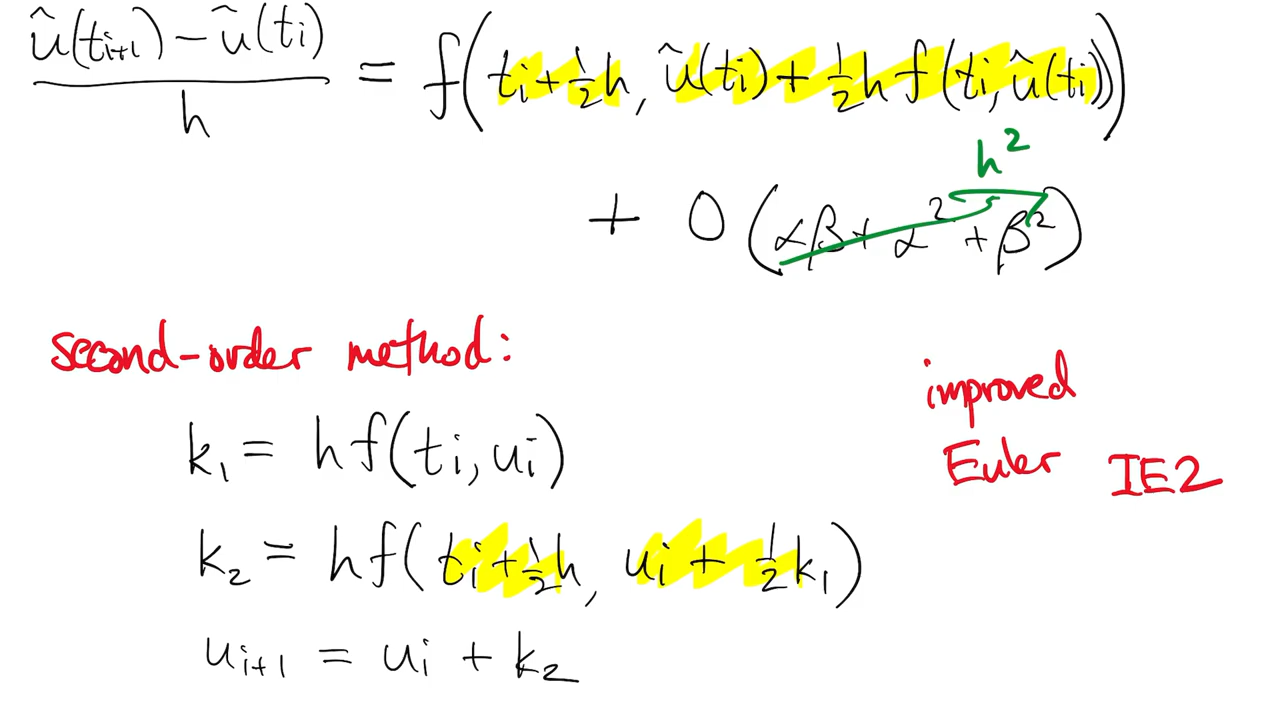 û(tᵢ₊₁) − û(tᵢ) / h = f(tᵢ + ½h, û(tᵢ) + ½h f(tᵢ, û(tᵢ)))
h²
+ O(αβ + α² + β²)
second-order method:
improved
Euler IE2
k₁ = hf(tᵢ, uᵢ)
k₂ = hf(tᵢ + ½h, uᵢ + ½k₁)
uᵢ₊₁ = uᵢ + k₂